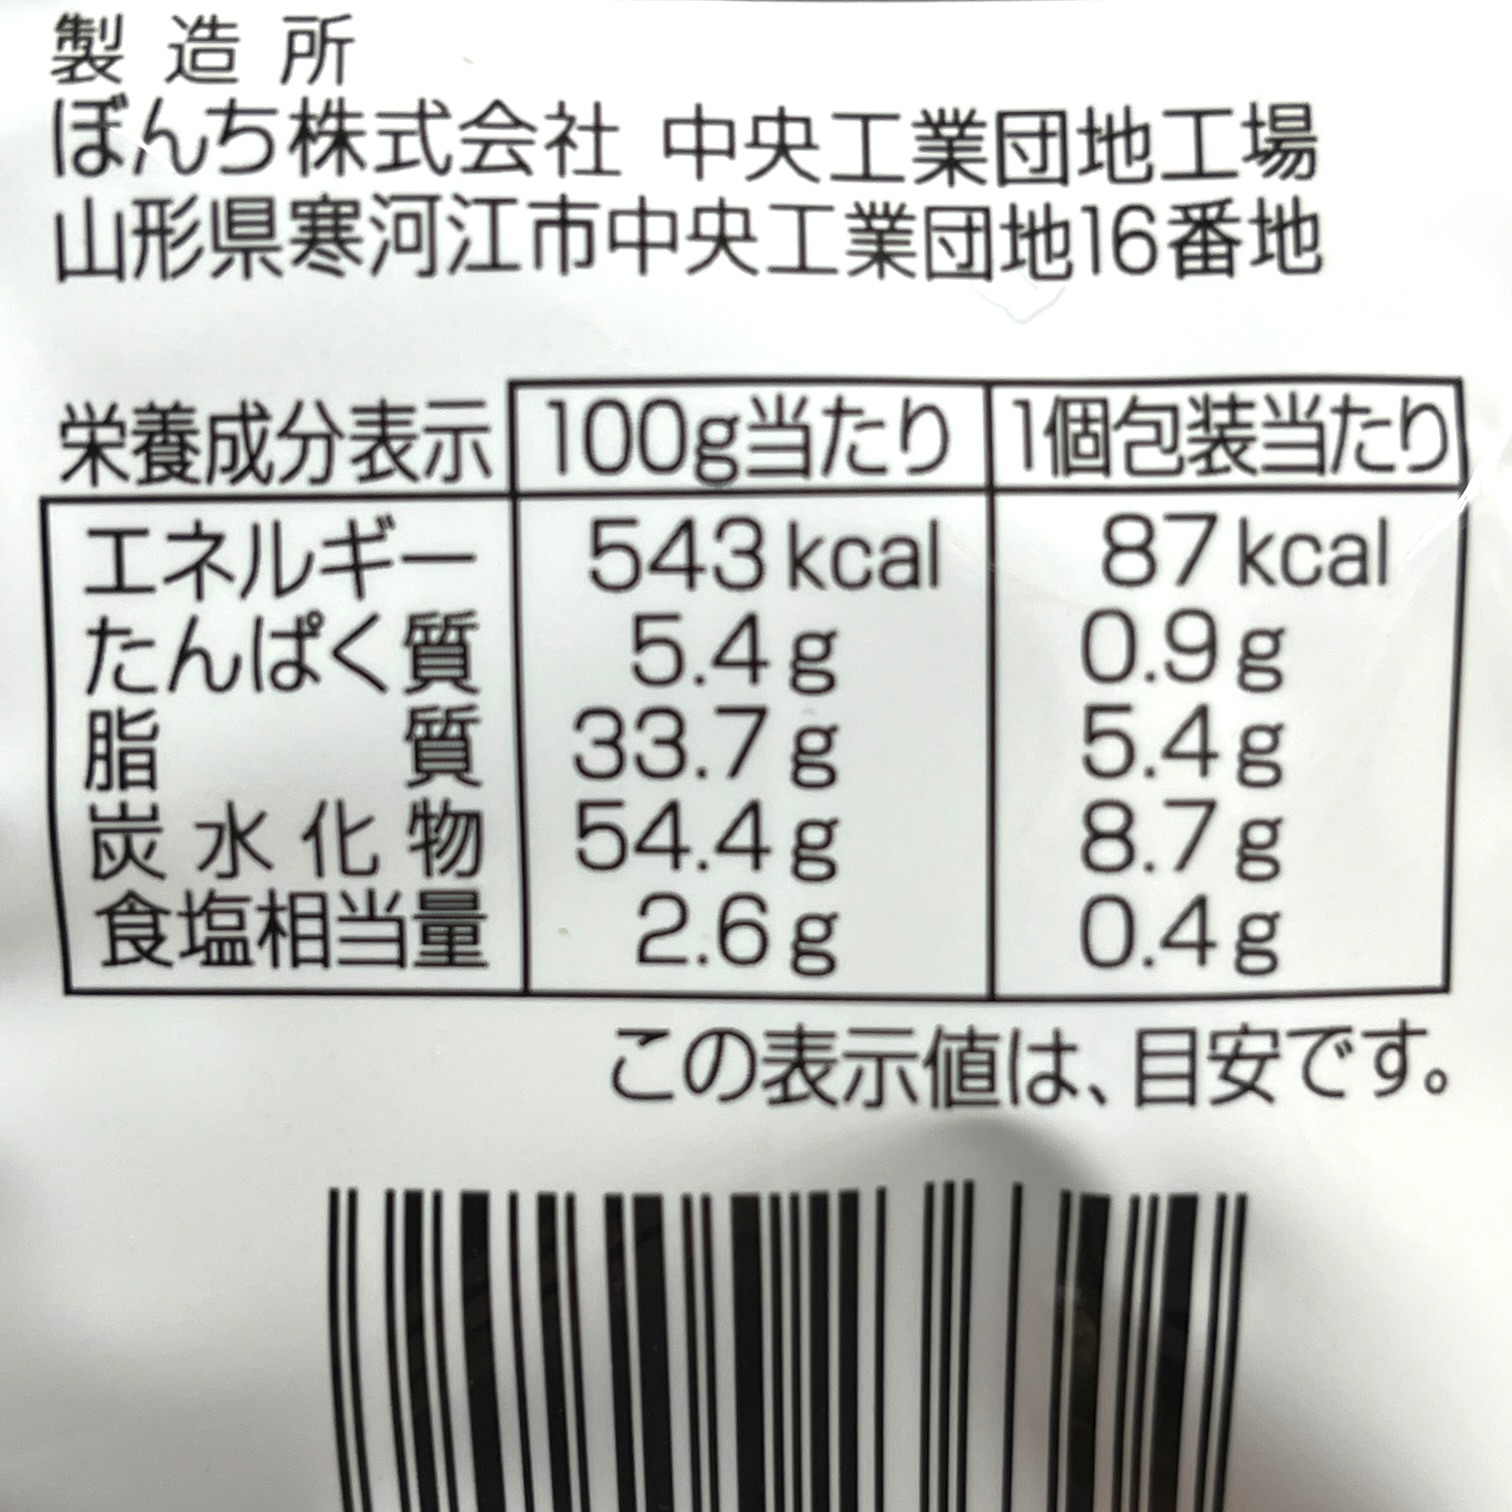 製造所
ぼんち株式会社 中央工業団地工場
山形県寒河江市中央工業団地16番地
栄養成分表示 100g当たり 1個包装当たり
エネルギー 543kcal 87kcal
たんぱく質 5.4g 0.9g
脂質 33.7g 5.4g
炭水化物 54.4g 8.7g
食塩相当量 2.6g 0.4g
この表示値は、目安です。